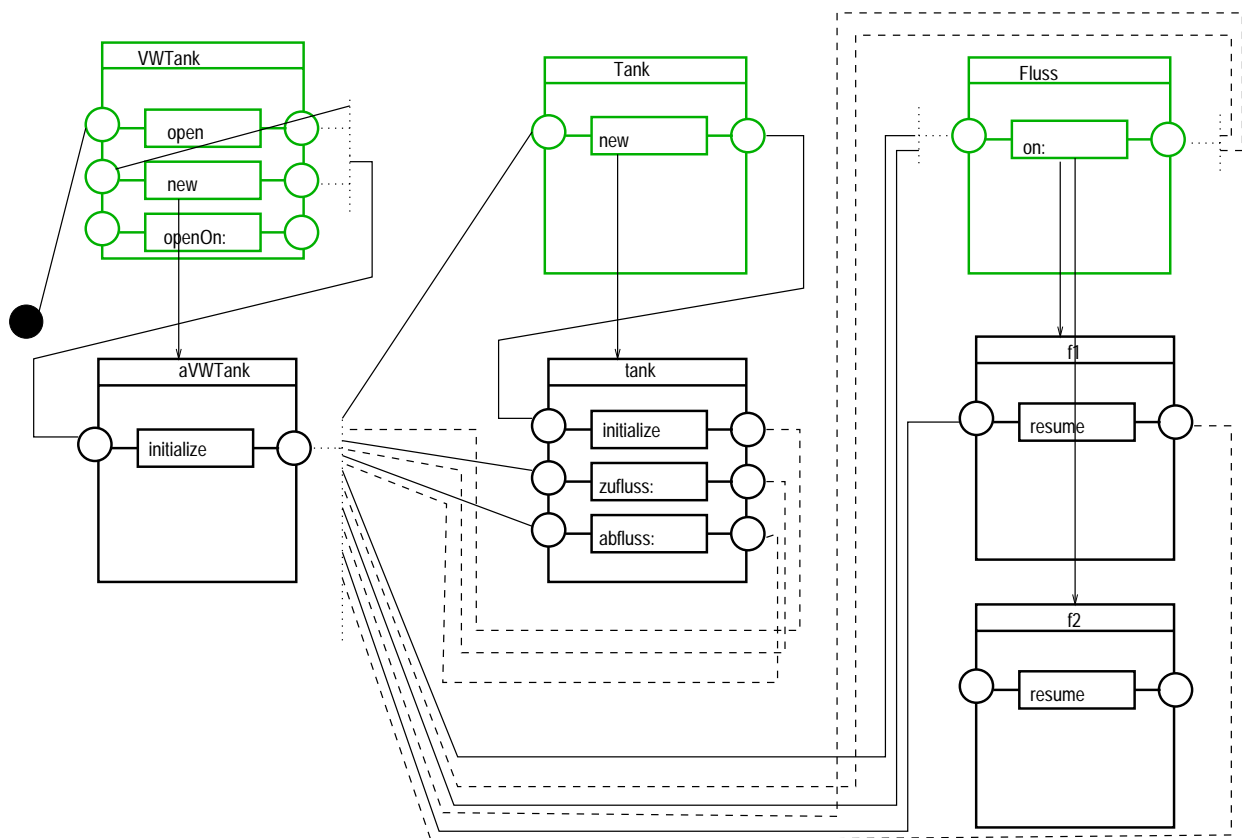 VWTank
open
new
openOn:
Tank
new
Fluss
on:
aVWTank
initialize
tank
initialize
zufluss:
abfluss:
f1
resume
f2
resume